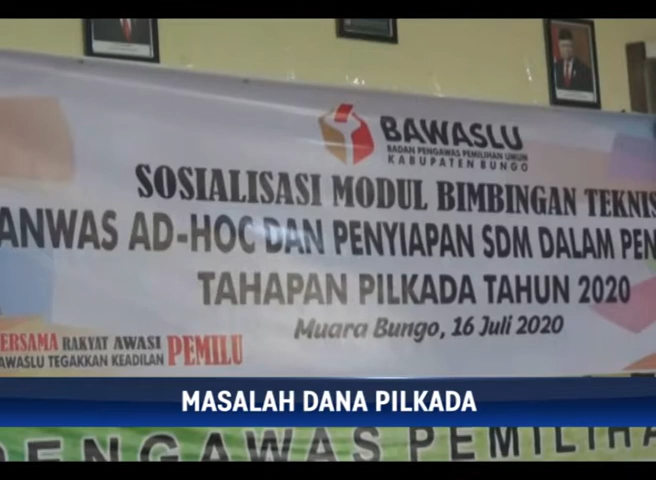 BAWASLU
BADAN PENGAWAS PEMILIHAN UMUM
KABUPATEN BUNGO
SOSIALISASI MODUL BIMBINGAN TEKNIS
ANWAS AD-HOC DAN PENYIAPAN SDM DALAM PEN
TAHAPAN PILKADA TAHUN 2020
Muara Bungo, 16 Juli 2020
ERSAMA RAKYAT AWASI PEMILU
AWASLU TEGAKKAN KEADILAN
MASALAH DANA PILKADA
PENGAWAS PEMILIHA